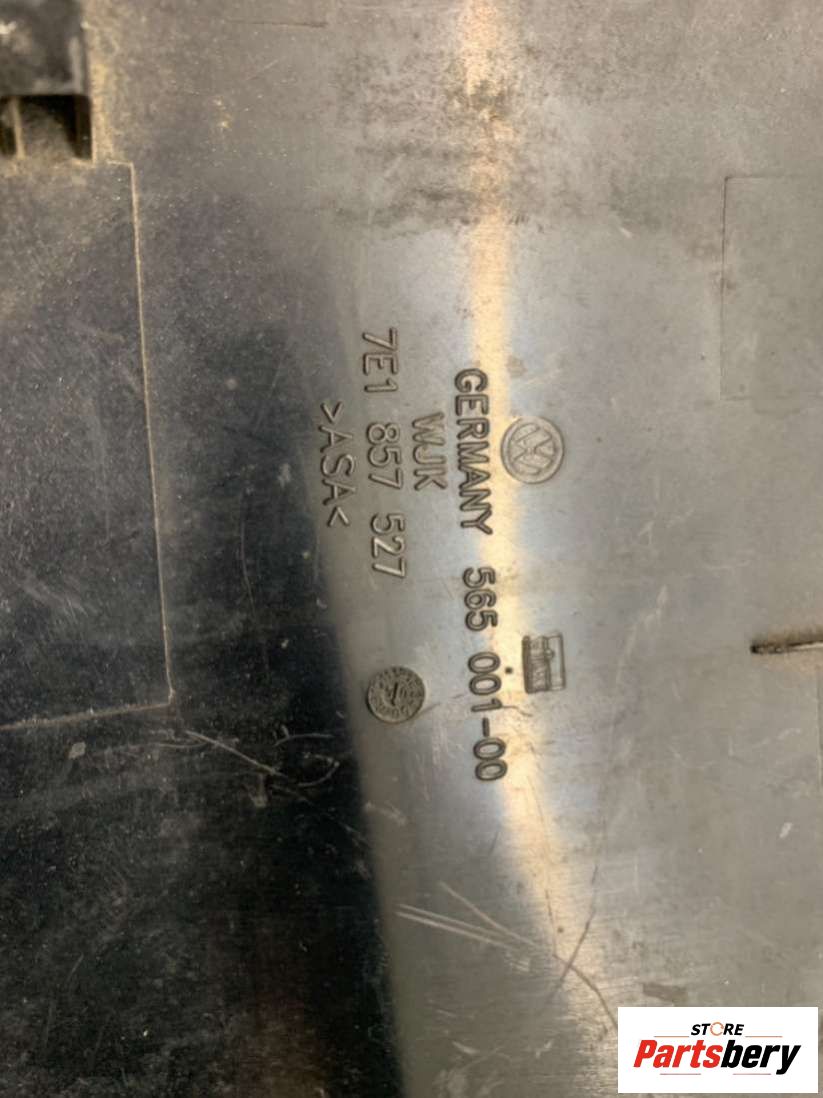 GERMANY 565 001-00
WJK
7E1 857 527
>ASA<
STORE
Partsbery